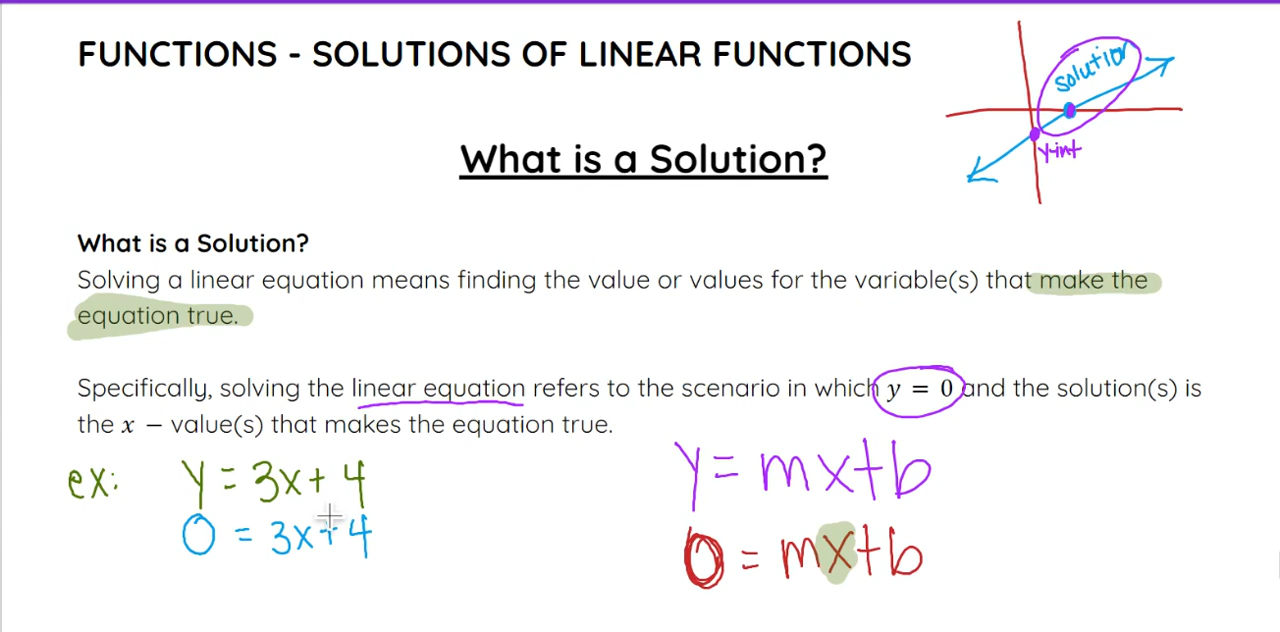 FUNCTIONS - SOLUTIONS OF LINEAR FUNCTIONS
solution
y-int
What is a Solution?
What is a Solution?
Solving a linear equation means finding the value or values for the variable(s) that make the
equation true.
Specifically, solving the linear equation refers to the scenario in which y = 0 and the solution(s) is
the x − value(s) that makes the equation true.
ex: y = 3x + 4
0 = 3x + 4
y = mx + b
0 = mx + b